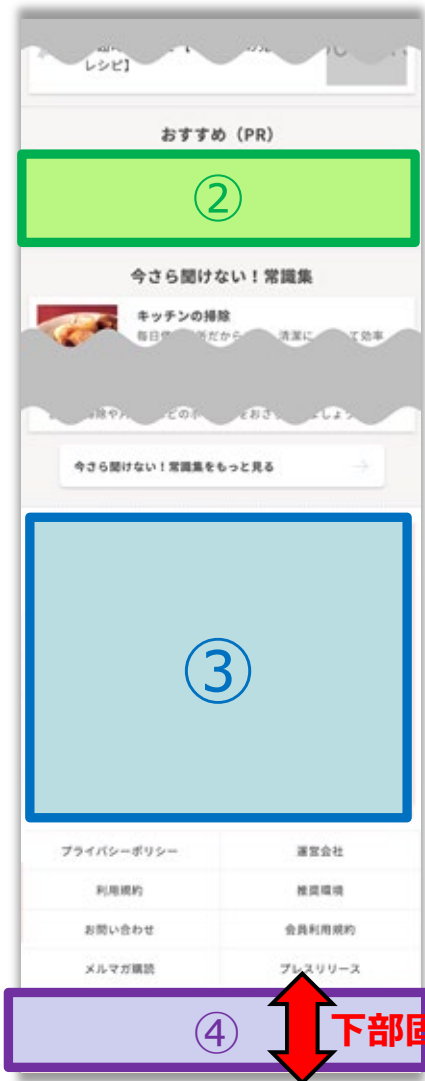 レシピ】
おすすめ（PR）
②
今さら聞けない！常識集
キッチンの掃除
今さら聞けない！常識集をもっと見る →
③
プライバシーポリシー 運営会社
利用規約 推奨環境
お問い合わせ 会員利用規約
メルマガ購読 プレスリリース
④ 下部固